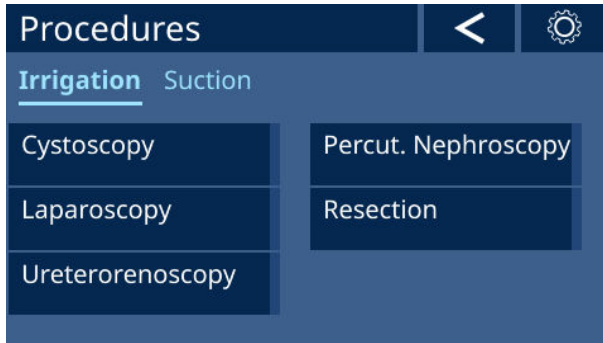 Procedures
Irrigation Suction
Cystoscopy
Percut. Nephroscopy
Laparoscopy
Resection
Ureterorenoscopy